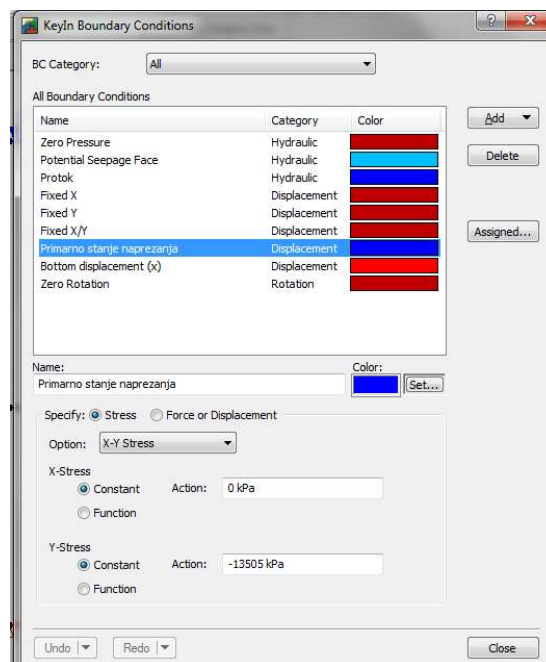 KeyIn Boundary Conditions
BC Category: All
All Boundary Conditions
Name Category Color
Zero Pressure Hydraulic
Potential Seepage Face Hydraulic
Protok Hydraulic
Fixed X Displacement
Fixed Y Displacement
Fixed X/Y Displacement
Primarno stanje naprezanja Displacement
Bottom displacement (x) Displacement
Zero Rotation Rotation
Add
Delete
Assigned...
Name: Color:
Primarno stanje naprezanja Set...
Specify: Stress Force or Displacement
Option: X-Y Stress
X-Stress
Constant Action: 0 kPa
Function
Y-Stress
Constant Action: -13505 kPa
Function
Undo Redo Close